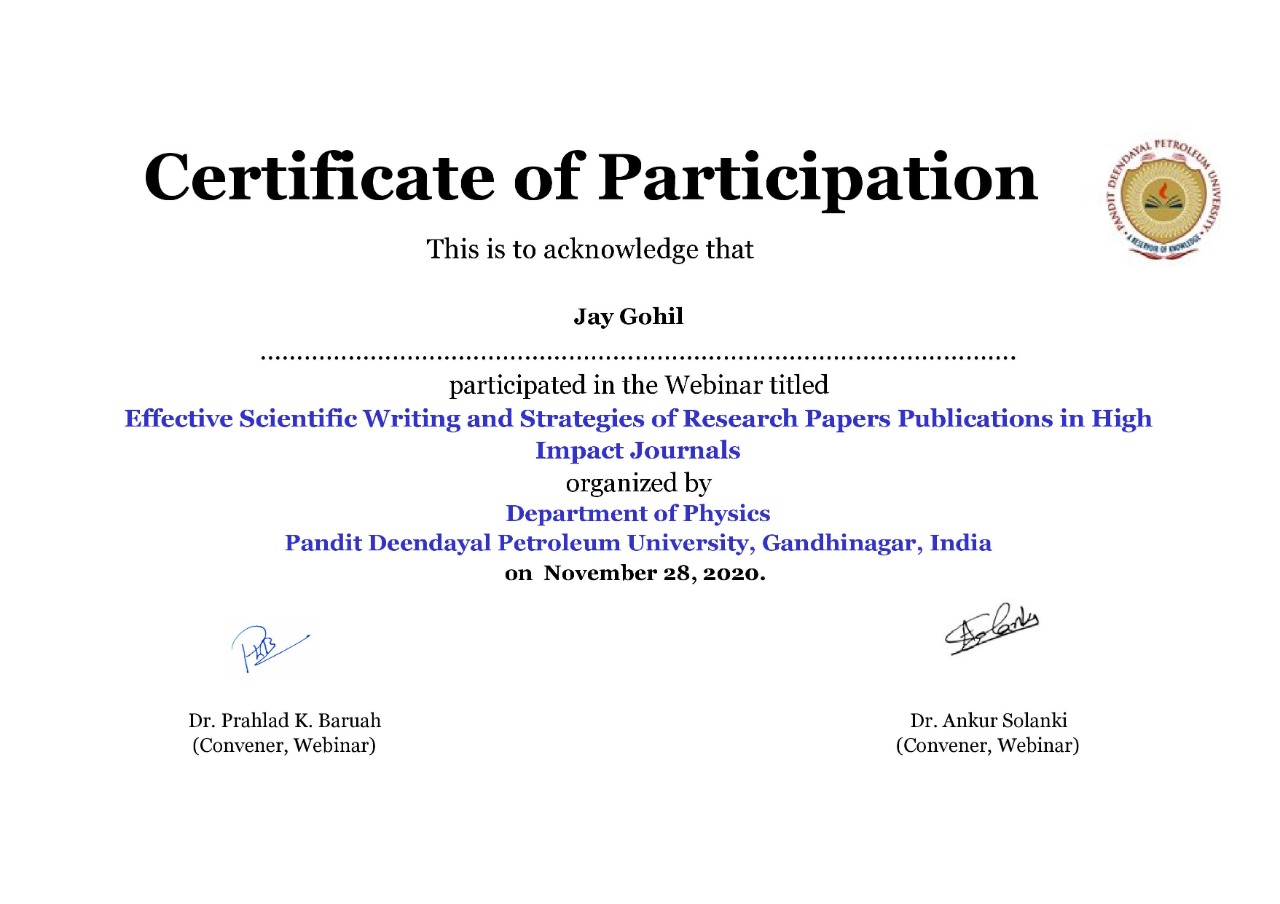 Certificate of Participation
PANDIT DEENDAYAL PETROLEUM UNIVERSITY
• A RESERVOIR OF KNOWLEDGE •
This is to acknowledge that
Jay Gohil
........................................................................................................
participated in the Webinar titled
Effective Scientific Writing and Strategies of Research Papers Publications in High
Impact Journals
organized by
Department of Physics
Pandit Deendayal Petroleum University, Gandhinagar, India
on November 28, 2020.
Dr. Prahlad K. Baruah
(Convener, Webinar)
Dr. Ankur Solanki
(Convener, Webinar)